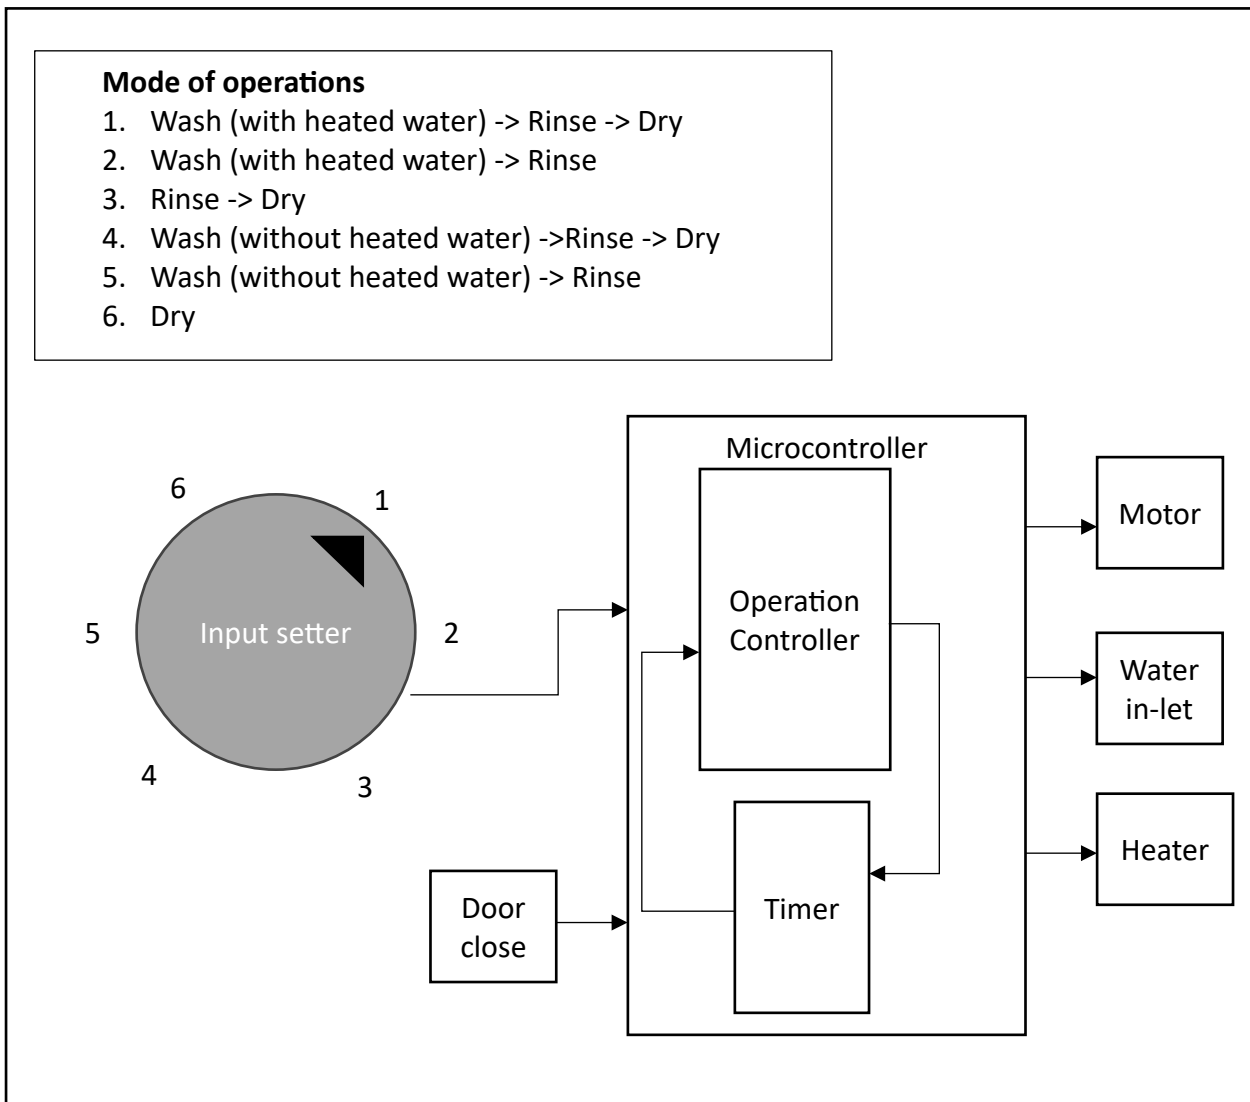 Mode of operations
1. Wash (with heated water) -> Rinse -> Dry
2. Wash (with heated water) -> Rinse
3. Rinse -> Dry
4. Wash (without heated water) ->Rinse -> Dry
5. Wash (without heated water) -> Rinse
6. Dry
6
1
5
Input setter
2
4
3
Microcontroller
Operation
Controller
Timer
Door
close
Motor
Water
in-let
Heater